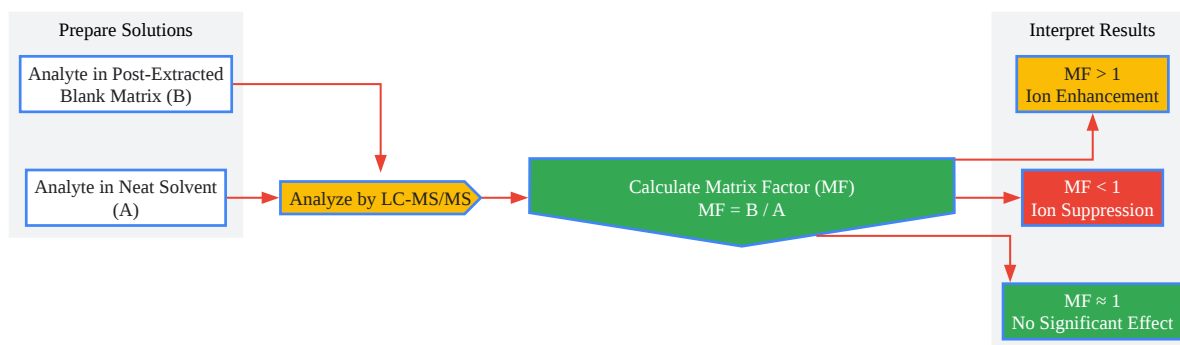 Prepare Solutions
Analyte in Post-Extracted
Blank Matrix (B)
Analyte in Neat Solvent
(A)
Analyze by LC-MS/MS
Calculate Matrix Factor (MF)
MF = B / A
Interpret Results
MF > 1
Ion Enhancement
MF < 1
Ion Suppression
MF ≈ 1
No Significant Effect